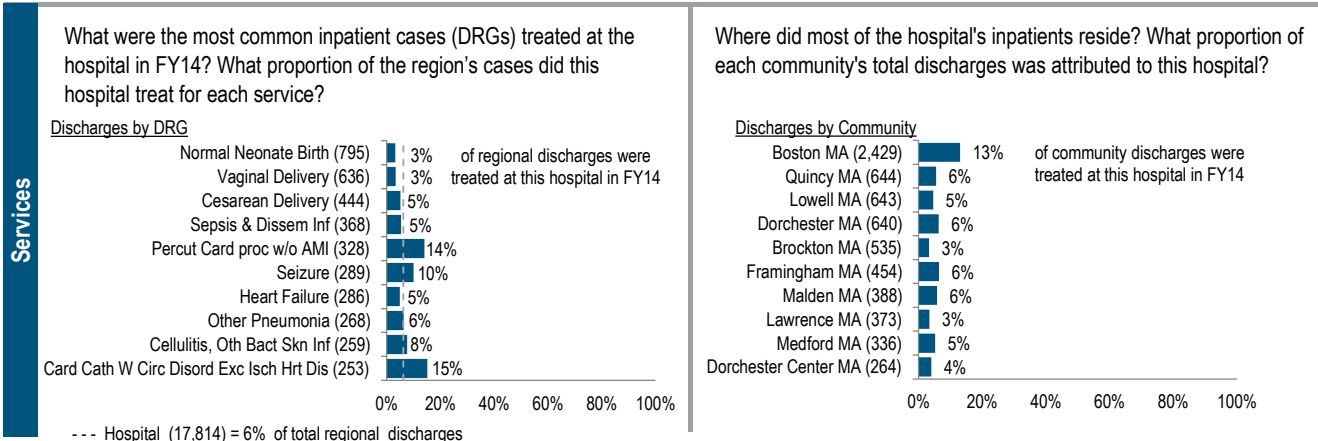 Services
What were the most common inpatient cases (DRGs) treated at the
hospital in FY14? What proportion of the region's cases did this
hospital treat for each service?
Discharges by DRG
Normal Neonate Birth (795) 3%
Vaginal Delivery (636) 3%
Cesarean Delivery (444) 5%
Sepsis & Dissem Inf (368) 5%
Percut Card proc w/o AMI (328) 14%
Seizure (289) 10%
Heart Failure (286) 5%
Other Pneumonia (268) 6%
Cellulitis, Oth Bact Skn Inf (259) 8%
Card Cath W Circ Disord Exc Isch Hrt Dis (253) 15%
of regional discharges were
treated at this hospital in FY14
0% 20% 40% 60% 80% 100%
- - - Hospital (17,814) = 6% of total regional discharges
Where did most of the hospital's inpatients reside? What proportion of
each community's total discharges was attributed to this hospital?
Discharges by Community
Boston MA (2,429) 13%
Quincy MA (644) 6%
Lowell MA (643) 5%
Dorchester MA (640) 6%
Brockton MA (535) 3%
Framingham MA (454) 6%
Malden MA (388) 6%
Lawrence MA (373) 3%
Medford MA (336) 5%
Dorchester Center MA (264) 4%
of community discharges were
treated at this hospital in FY14
0% 20% 40% 60% 80% 100%